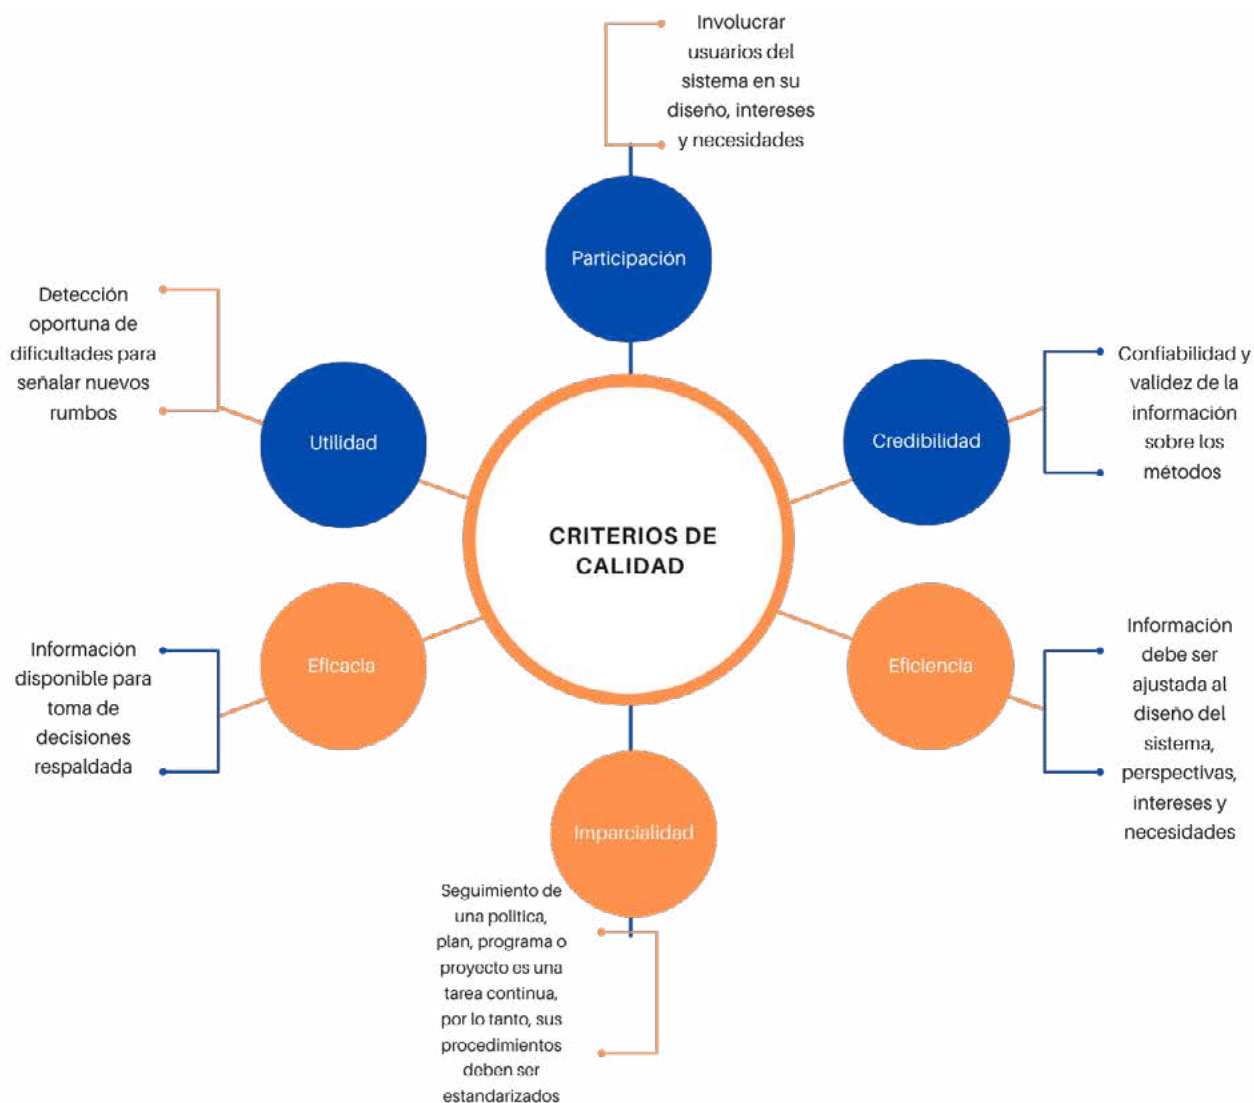 Involucrar
usuarios del
sistema en su
diseño, intereses
y necesidades
Participación
Detección
oportuna de
dificultades para
señalar nuevos
rumbos
Utilidad
Confiabilidad y
validez de la
información
sobre los
métodos
Credibilidad
CRITERIOS DE
CALIDAD
Información
disponible para
toma de
decisiones
respaldada
Eficacia
Información
debe ser
ajustada al
diseño del
sistema,
perspectivas,
intereses y
necesidades
Eficiencia
Imparcialidad
Seguimiento de
una política,
plan, programa o
proyecto es una
tarea continua,
por lo tanto, sus
procedimientos
deben ser
estandarizados